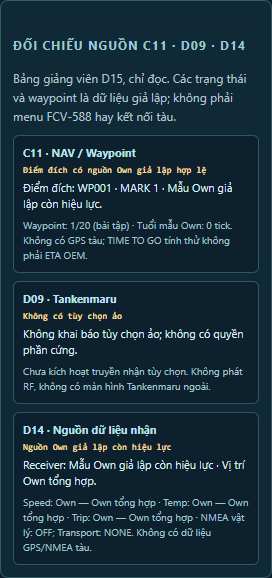 ĐỐI CHIẾU NGUỒN C11 · D09 · D14
Bảng giảng viên D15, chỉ đọc. Các trạng thái
và waypoint là dữ liệu giả lập; không phải
menu FCV-588 hay kết nối tàu.
C11 · NAV / Waypoint
Điểm đích có nguồn Own giả lập hợp lệ
Điểm đích: WP001 · MARK 1 · Mẫu Own giả
lập còn hiệu lực.
Waypoint: 1/20 (bài tập) · Tuổi mẫu Own: 0 tick.
Không có GPS tàu; TIME TO GO tính thử không
phải ETA OEM.
D09 · Tankenmaru
Không có tùy chọn ảo
Không khai báo tùy chọn ảo; không có quyền
phần cứng.
Chưa kích hoạt truyền nhận tùy chọn. Không phát
RF, không có màn hình Tankenmaru ngoài.
D14 · Nguồn dữ liệu nhận
Nguồn Own giả lập còn hiệu lực
Receiver: Mẫu Own giả lập còn hiệu lực · Vị trí
Own tổng hợp.
Speed: Own — Own tổng hợp · Temp: Own — Own
tổng hợp · Trip: Own — Own tổng hợp · NMEA vật
lý: OFF; Transport: NONE. Không có dữ liệu
GPS/NMEA tàu.